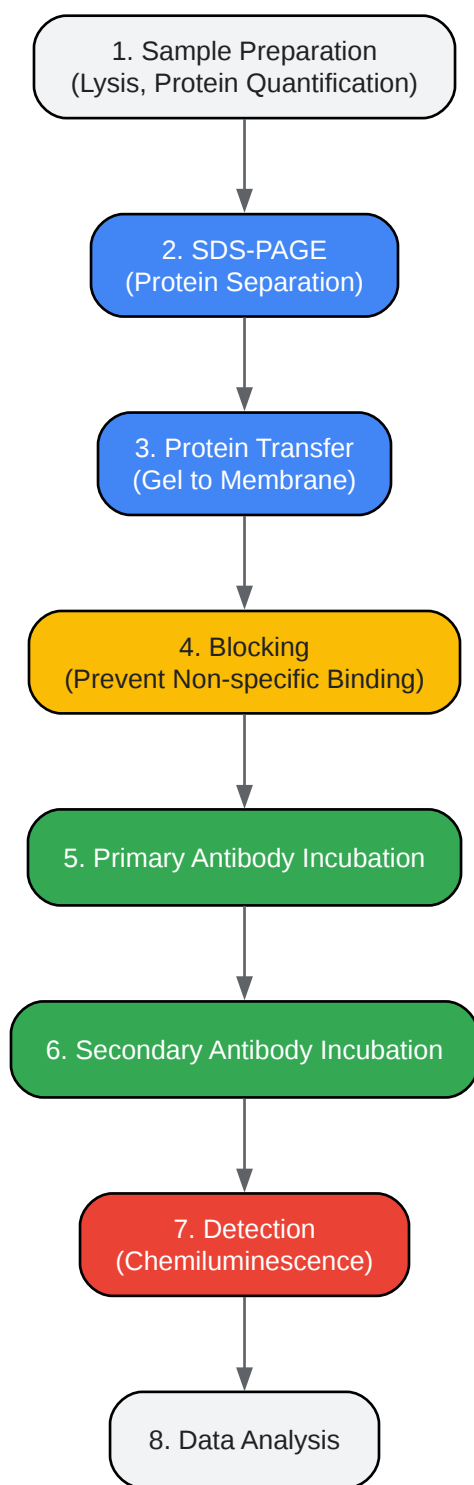 1. Sample Preparation
(Lysis, Protein Quantification)
2. SDS-PAGE
(Protein Separation)
3. Protein Transfer
(Gel to Membrane)
4. Blocking
(Prevent Non-specific Binding)
5. Primary Antibody Incubation
6. Secondary Antibody Incubation
7. Detection
(Chemiluminescence)
8. Data Analysis